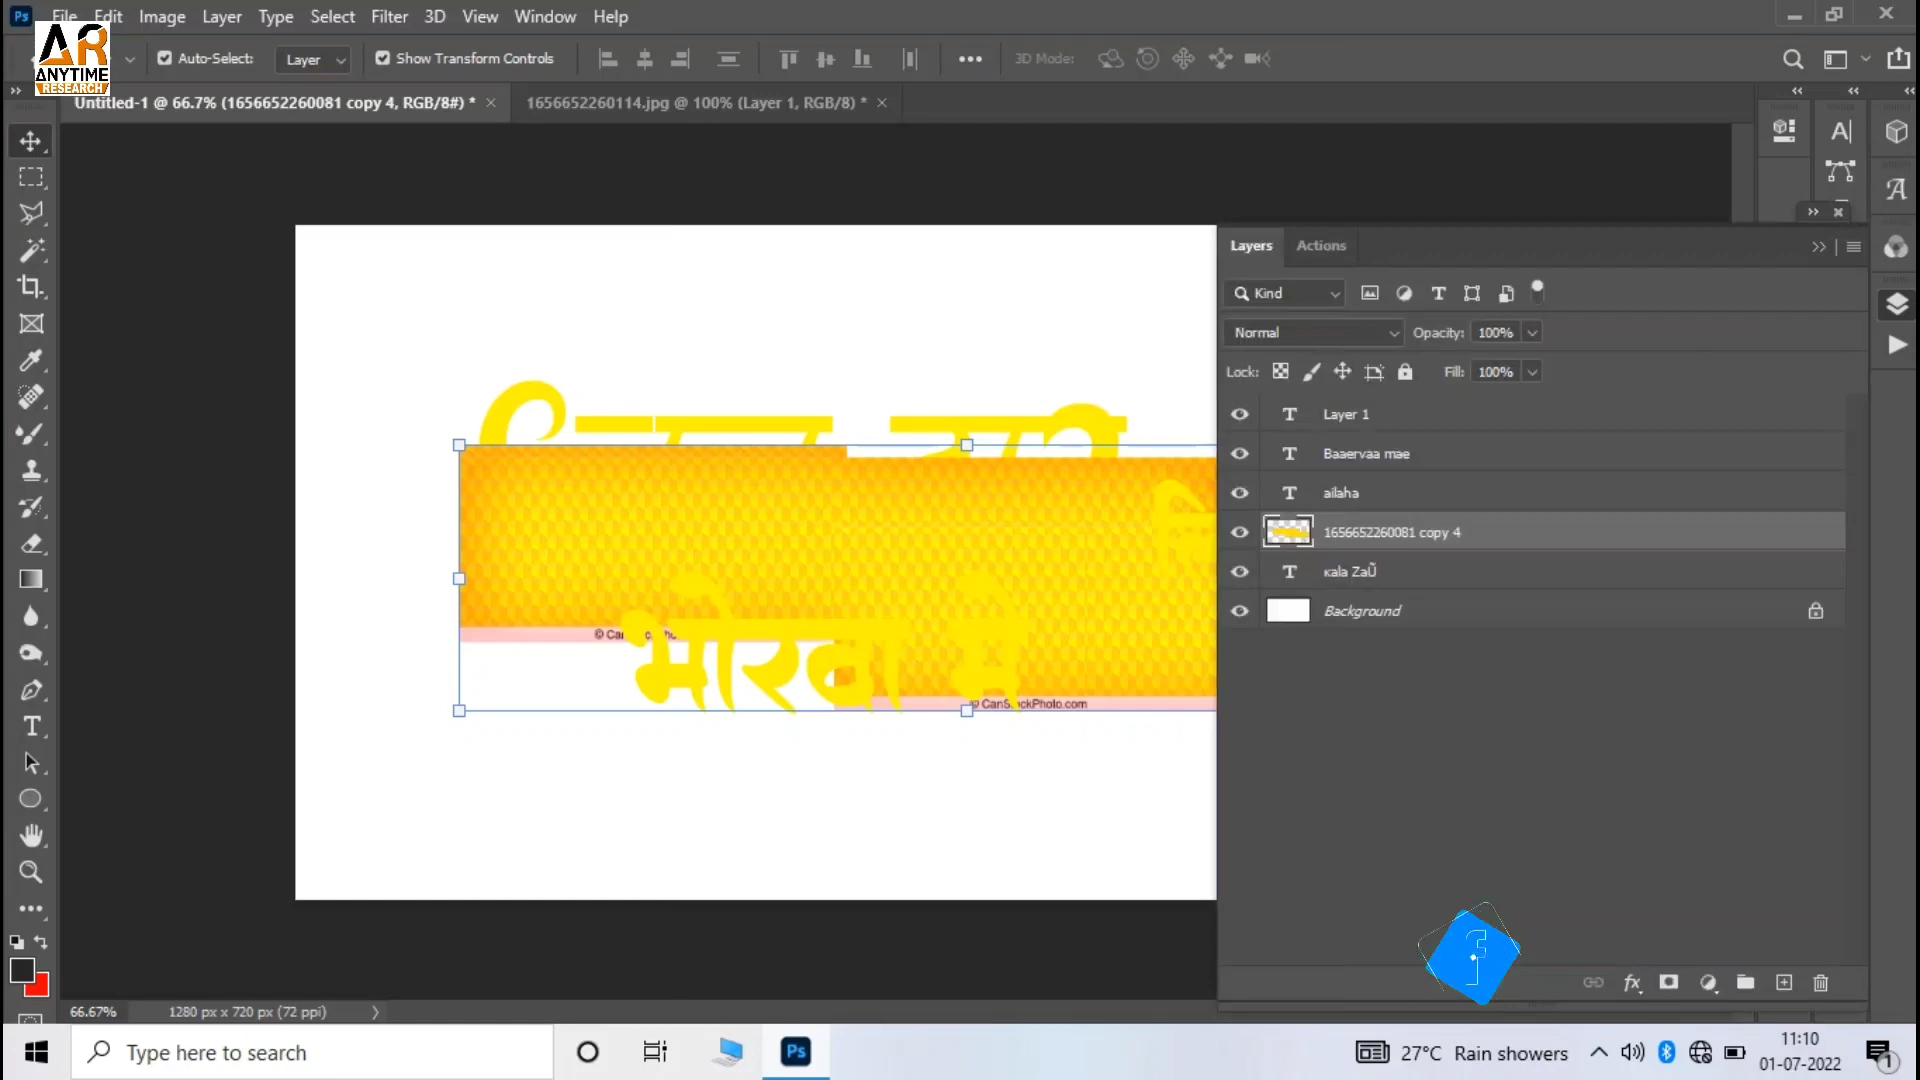 File Edit Image Layer Type Select Filter 3D View Window Help
AR
ANYTIME
RESEARCH
Auto-Select: Layer Show Transform Controls 3D Mode:
Untitled-1 @ 66.7% (1656652260081 copy 4, RGB/8#) * × 1656652260114.jpg @ 100% (Layer 1, RGB/8) * ×
Layers Actions
Kind
Normal Opacity: 100%
Lock: Fill: 100%
Layer 1
Baaervaa mae
ailaha
1656652260081 copy 4
Background
भोरवा मे
CanStockPhoto.com
66.67% 1280 px x 720 px (72 ppi)
Type here to search
Ps
27°C Rain showers
11:10
01-07-2022
1